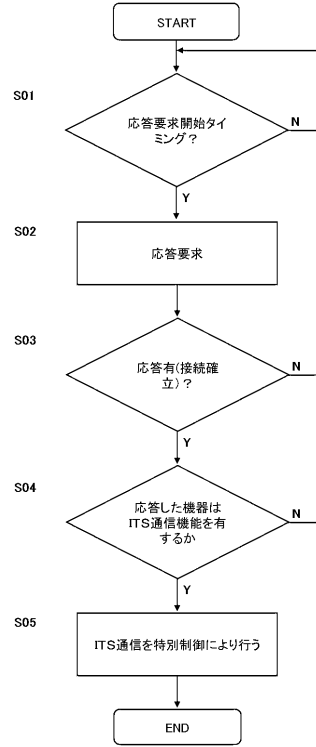 START
S01
応答要求開始タイ
ミング？
N
Y
S02
応答要求
S03
応答有(接続確
立)？
N
Y
S04
応答した機器は
ITS通信機能を有
するか
N
Y
S05
ITS通信を特別制御により行う
END